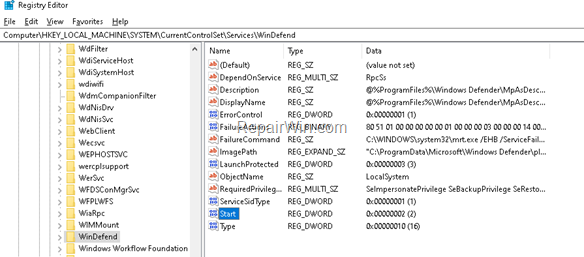 Registry Editor
File Edit View Favorites Help
Computer\HKEY_LOCAL_MACHINE\SYSTEM\CurrentControlSet\Services\WinDefend
WdFilter
WdiServiceHost
WdiSystemHost
wdiwifi
WdmCompanionFilter
WdNisDrv
WdNisSvc
WebClient
Wecsvc
WEPHOSTSVC
wercplsupport
WerSvc
WFDSConMgrSvc
WFPLWFS
WiaRpc
WIMMount
WinDefend
Windows Workflow Foundation
Name Type Data
(Default) REG_SZ (value not set)
DependOnService REG_MULTI_SZ RpcSs
Description REG_SZ @%ProgramFiles%\Windows Defender\MpAsDesc...
DisplayName REG_SZ @%ProgramFiles%\Windows Defender\MpAsDesc...
ErrorControl REG_DWORD 0x00000001 (1)
FailureActions REG_BINARY 80 51 01 00 00 00 00 00 01 00 00 00 03 00 00 00 14 00...
FailureCommand REG_SZ C:\WINDOWS\system32\mrt.exe /EHB /ServiceFail...
ImagePath REG_EXPAND_SZ "C:\ProgramData\Microsoft\Windows Defender\pl...
LaunchProtected REG_DWORD 0x00000003 (3)
ObjectName REG_SZ LocalSystem
RequiredPrivileg... REG_MULTI_SZ SeImpersonatePrivilege SeBackupPrivilege SeResto...
ServiceSidType REG_DWORD 0x00000001 (1)
Start REG_DWORD 0x00000002 (2)
Type REG_DWORD 0x00000010 (16)
RepairWin.com